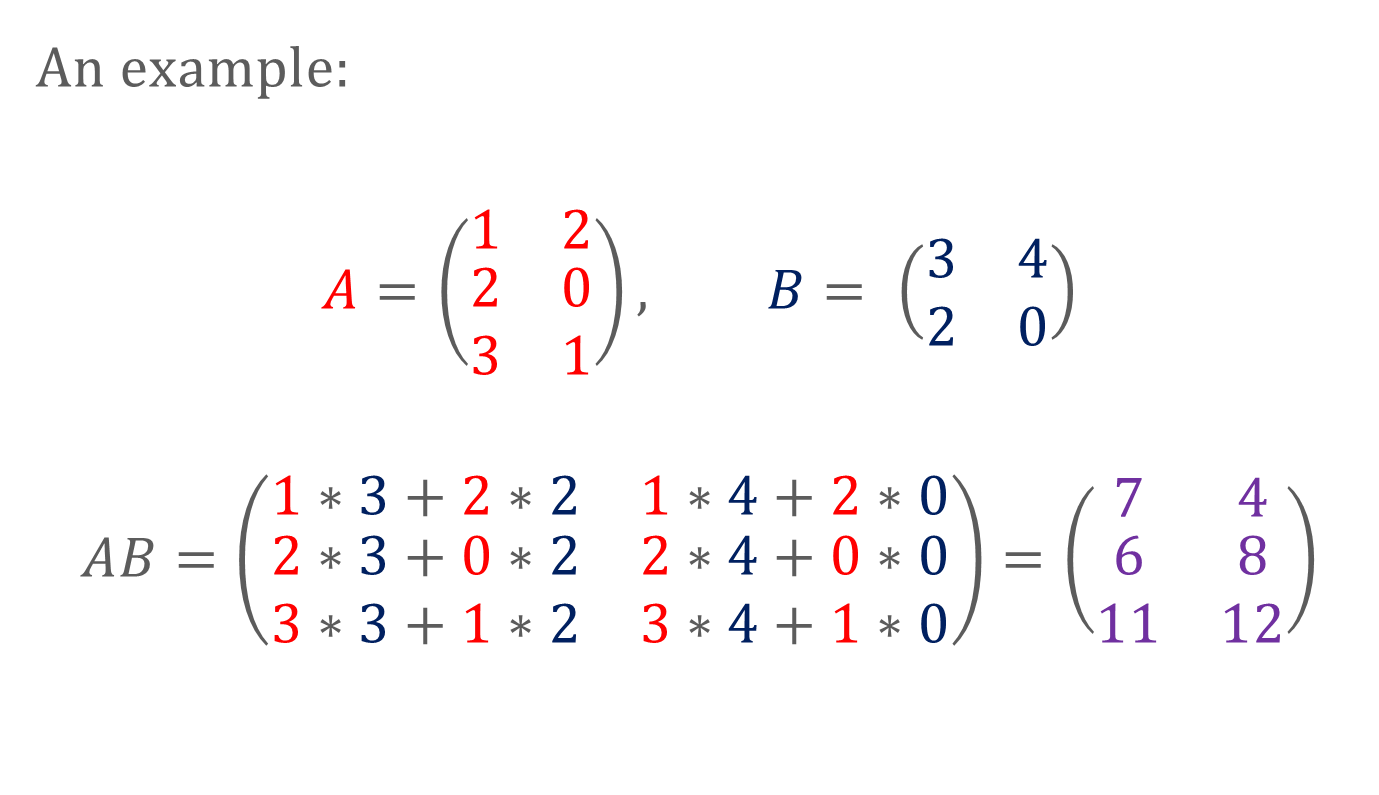 An example:
A = (1 2
2 0
3 1), B = (3 4
2 0)
AB = (1 * 3 + 2 * 2 1 * 4 + 2 * 0
2 * 3 + 0 * 2 2 * 4 + 0 * 0
3 * 3 + 1 * 2 3 * 4 + 1 * 0) = (7 4
6 8
11 12)